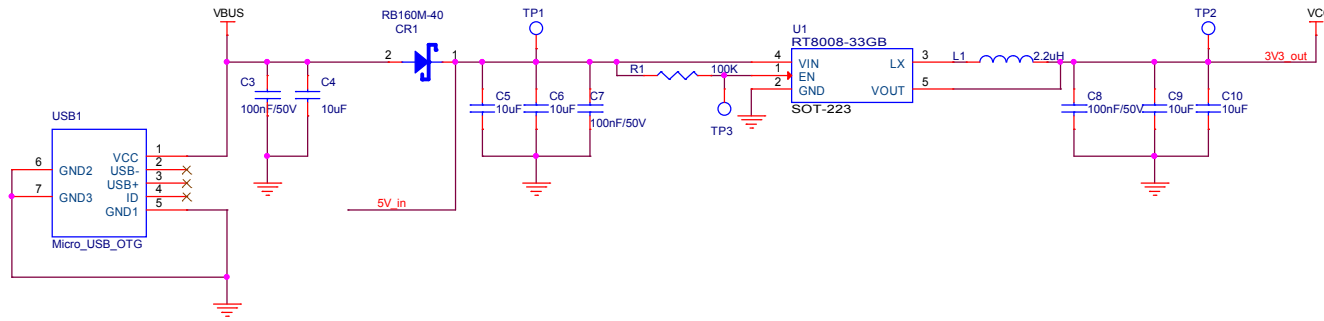 VBUS
RB160M-40
CR1
2
1
TP1
U1
RT8008-33GB
4
VIN
1
EN
2
GND
LX
3
VOUT
5
SOT-223
R1
100K
TP3
L1
2.2uH
TP2
3V3_out
C3
100nF/50V
C4
10uF
C5
10uF
C6
10uF
C7
100nF/50V
C8
100nF/50V
C9
10uF
C10
10uF
USB1
VCC
1
USB-
2
USB+
3
ID
4
GND1
5
6
GND2
7
GND3
Micro_USB_OTG
5V_in